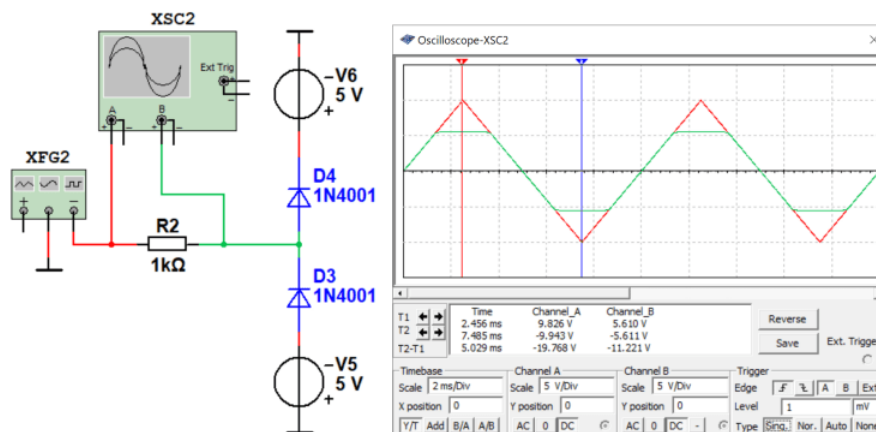 XSC2
Ext Trig
+
−
A
B
+ − + −
XFG2
+ −
R2
1kΩ
−V6
5 V
+
D4
1N4001
D3
1N4001
−V5
5 V
+
Oscilloscope-XSC2
Time Channel_A Channel_B
T1 2.456 ms 9.826 V 5.610 V
T2 7.485 ms -9.943 V -5.611 V
T2-T1 5.029 ms -19.768 V -11.221 V
Reverse
Save
Ext. Trigge
Timebase
Scale 2 ms/Div
X position 0
Y/T Add B/A A/B
Channel A
Scale 5 V/Div
Y position 0
AC 0 DC
Channel B
Scale 5 V/Div
Y position 0
AC 0 DC -
Trigger
Edge A B Ext
Level 1 mV
Type Sing. Nor. Auto None